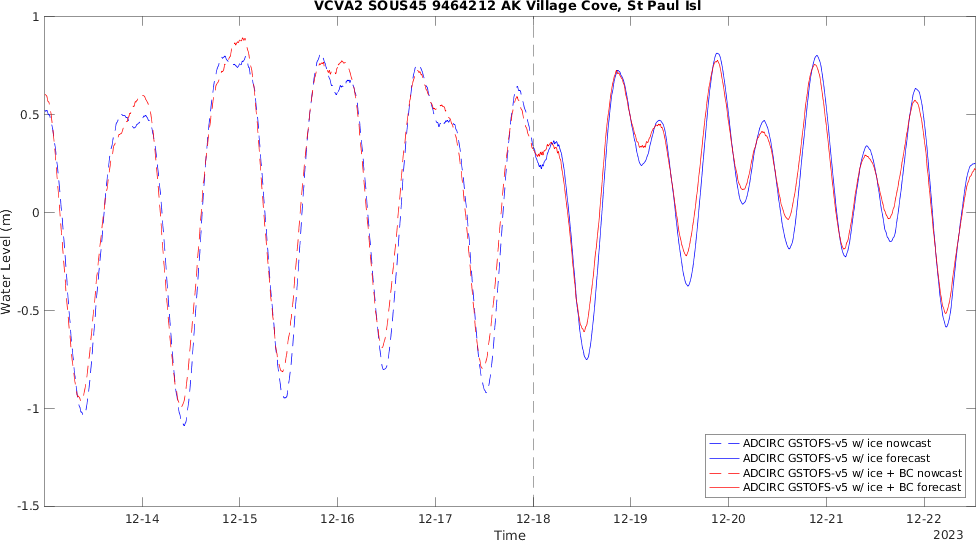 VCVA2 SOUS45 9464212 AK Village Cove, St Paul Isl
1
0.5
0
-0.5
-1
-1.5
Water Level (m)
ADCIRC GSTOFS-v5 w/ ice nowcast
ADCIRC GSTOFS-v5 w/ ice forecast
ADCIRC GSTOFS-v5 w/ ice + BC nowcast
ADCIRC GSTOFS-v5 w/ ice + BC forecast
12-14 12-15 12-16 12-17 12-18 12-19 12-20 12-21 12-22
Time 2023